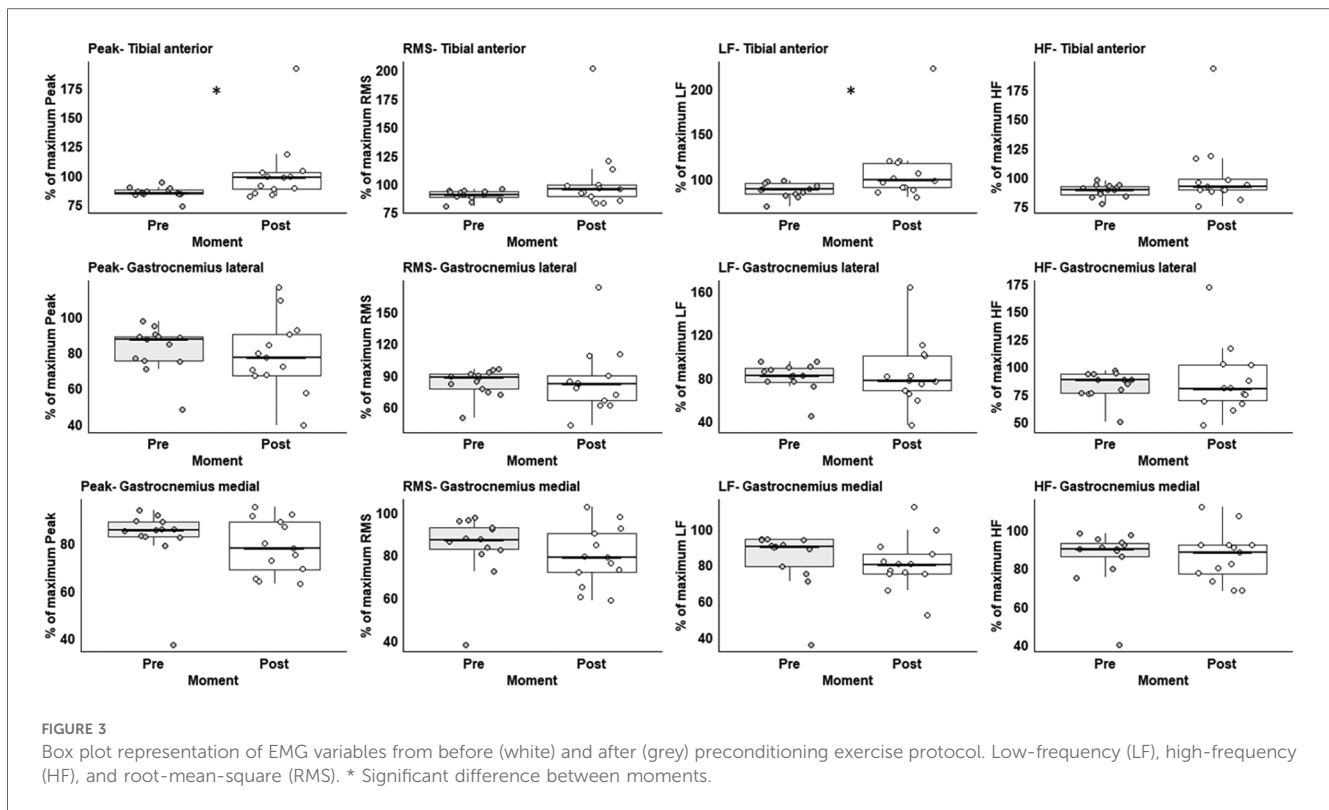 Peak- Tibial anterior
% of maximum Peak
175
150
125
100
75
*
Pre
Post
Moment
RMS- Tibial anterior
% of maximum RMS
200
175
150
125
100
75
Pre
Post
Moment
LF- Tibial anterior
% of maximum LF
200
150
100
*
Pre
Post
Moment
HF- Tibial anterior
% of maximum HF
175
150
125
100
75
Pre
Post
Moment
Peak- Gastrocnemius lateral
% of maximum Peak
100
80
60
40
Pre
Post
Moment
RMS- Gastrocnemius lateral
% of maximum RMS
150
120
90
60
Pre
Post
Moment
LF- Gastrocnemius lateral
% of maximum LF
160
120
80
40
Pre
Post
Moment
HF- Gastrocnemius lateral
% of maximum HF
175
150
125
100
75
50
Pre
Post
Moment
Peak- Gastrocnemius medial
% of maximum Peak
80
60
40
Pre
Post
Moment
RMS- Gastrocnemius medial
% of maximum RMS
100
80
60
40
Pre
Post
Moment
LF- Gastrocnemius medial
% of maximum LF
100
80
60
40
Pre
Post
Moment
HF- Gastrocnemius medial
% of maximum HF
100
80
60
40
Pre
Post
Moment
FIGURE 3
Box plot representation of EMG variables from before (white) and after (grey) preconditioning exercise protocol. Low-frequency (LF), high-frequency
(HF), and root-mean-square (RMS). * Significant difference between moments.